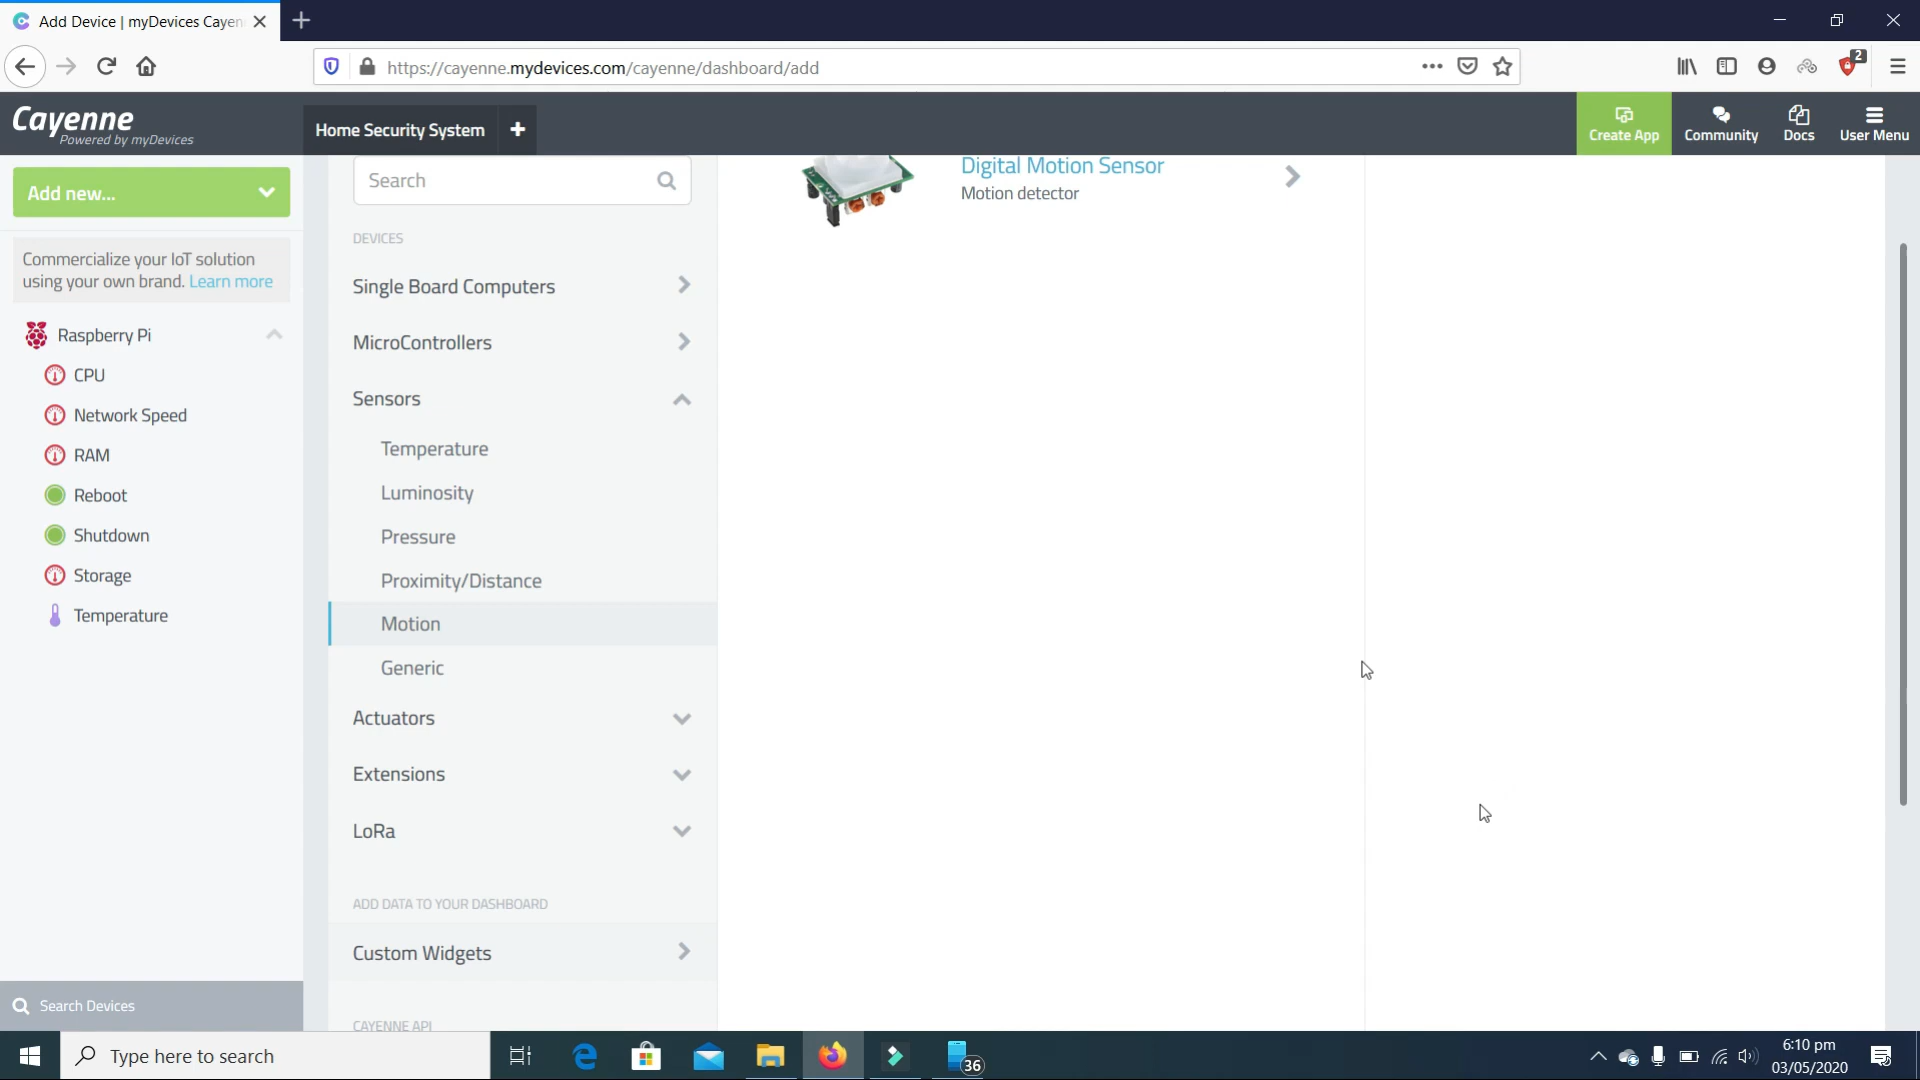 Add Device | myDevices Cayen
https://cayenne.mydevices.com/cayenne/dashboard/add
2
Cayenne
Powered by myDevices
Home Security System
Create App
Community
Docs
User Menu
Add new...
Commercialize your IoT solution
using your own brand. Learn more
Raspberry Pi
CPU
Network Speed
RAM
Reboot
Shutdown
Storage
Temperature
Search Devices
Search
DEVICES
Single Board Computers
MicroControllers
Sensors
Temperature
Luminosity
Pressure
Proximity/Distance
Motion
Generic
Actuators
Extensions
LoRa
ADD DATA TO YOUR DASHBOARD
Custom Widgets
CAYENNE API
Digital Motion Sensor
Motion detector
Type here to search
36
6:10 pm
03/05/2020